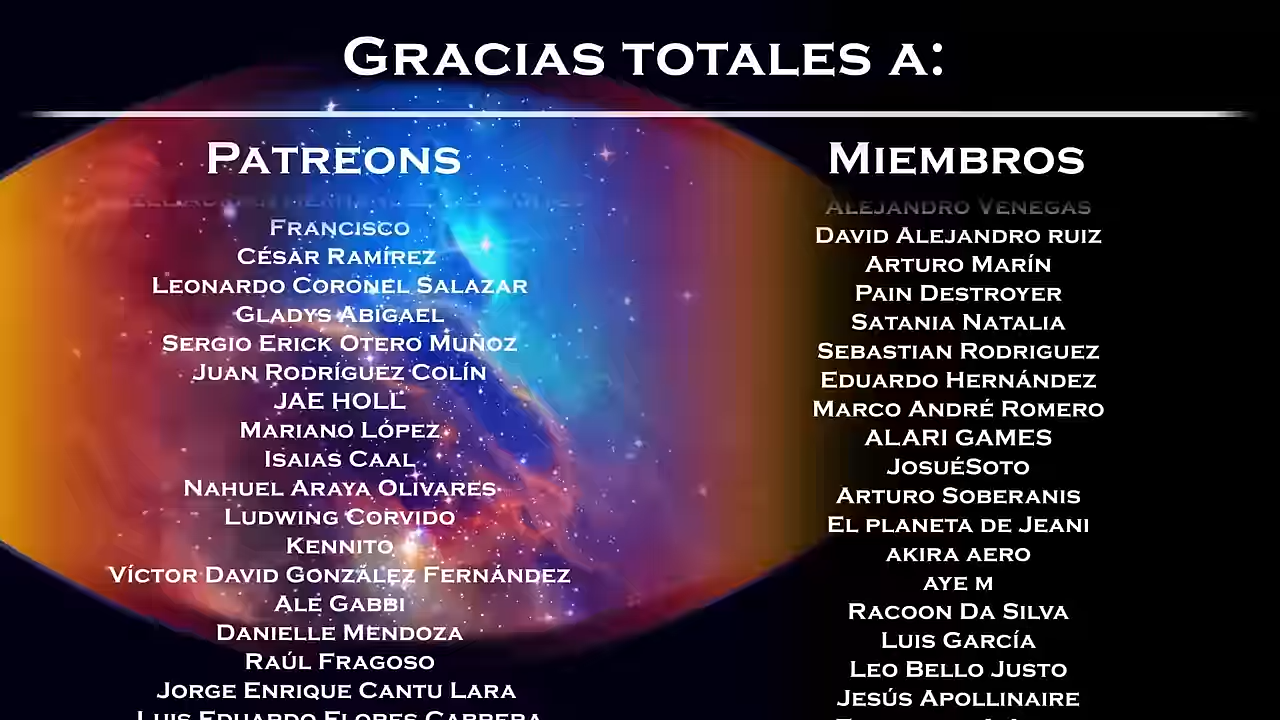 Gracias totales a:
Patreons
Francisco
César Ramírez
Leonardo Coronel Salazar
Gladys Abigael
Sergio Erick Otero Muñoz
Juan Rodríguez Colín
JAE HOLL
Mariano López
Isaias Caal
Nahuel Araya Olivares
Ludwing Corvido
Kennito
Víctor David González Fernández
Ale Gabbi
Danielle Mendoza
Raúl Fragoso
Jorge Enrique Cantu Lara
Luis Eduardo Flores Carrera
Miembros
Alejandro Venegas
David Alejandro ruiz
Arturo Marín
Pain Destroyer
Satania Natalia
Sebastian Rodriguez
Eduardo Hernández
Marco André Romero
ALARI GAMES
JosuéSoto
Arturo Soberanis
El planeta de Jeani
akira aero
aye m
Racoon Da Silva
Luis García
Leo Bello Justo
Jesús Apollinaire